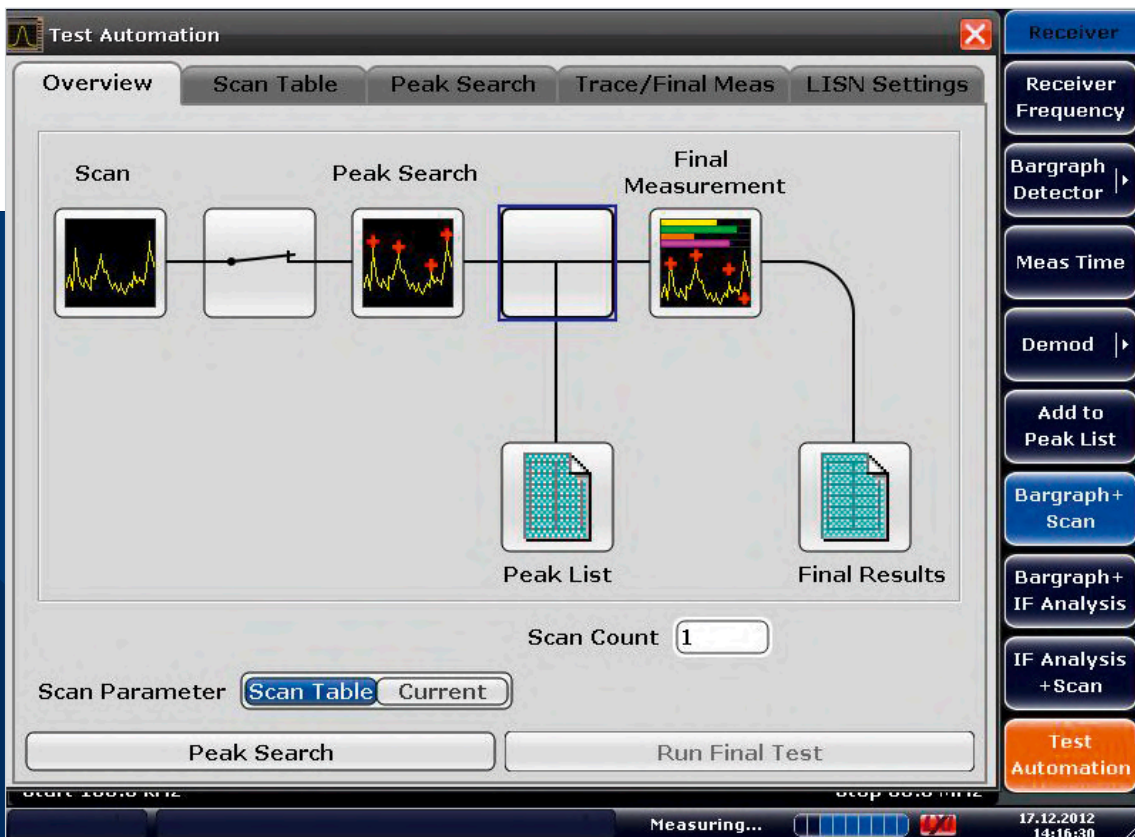 Test Automation
Overview
Scan Table
Peak Search
Trace/Final Meas
LISN Settings
Scan
Peak Search
Final
Measurement
Peak List
Final Results
Scan Count 1
Scan Parameter Scan Table Current
Peak Search
Run Final Test
Receiver
Receiver
Frequency
Bargraph
Detector
Meas Time
Demod
Add to
Peak List
Bargraph+
Scan
Bargraph+
IF Analysis
IF Analysis
+Scan
Test
Automation
Measuring...
17.12.2012
14:16:30